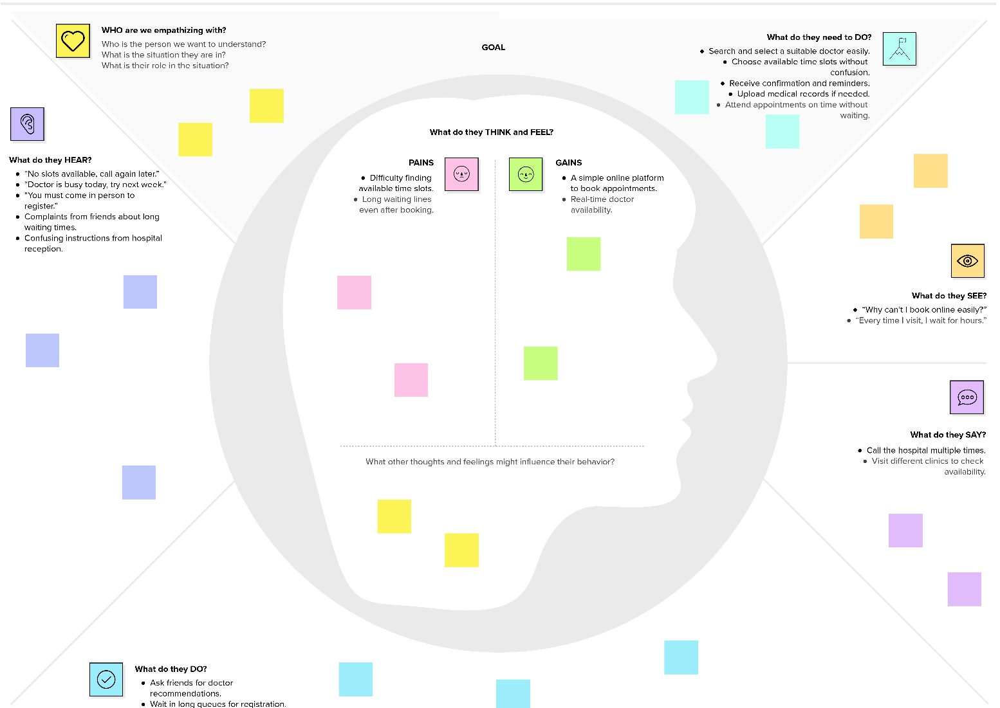 WHO are we empathizing with?
Who is the person we want to understand?
What is the situation they are in?
What is their role in the situation?
GOAL
What do they need to DO?
● Search and select a suitable doctor easily.
● Choose available time slots without
confusion.
● Receive confirmation and reminders.
● Upload medical records if needed.
● Attend appointments on time without
waiting.
What do they HEAR?
● “No slots available, call again later.”
● “Doctor is busy today, try next week.”
● “You must come in person to
register.”
● Complaints from friends about long
waiting times.
● Confusing instructions from hospital
reception.
What do they THINK and FEEL?
PAINS
● Difficulty finding
available time slots.
● Long waiting lines
even after booking.
GAINS
● A simple online platform
to book appointments.
● Real-time doctor
availability.
What do they SEE?
● “Why can’t I book online easily?”
● “Every time I visit, I wait for hours.”
What do they SAY?
● Call the hospital multiple times.
● Visit different clinics to check
availability.
What other thoughts and feelings might influence their behavior?
What do they DO?
● Ask friends for doctor
recommendations.
● Wait in long queues for registration.